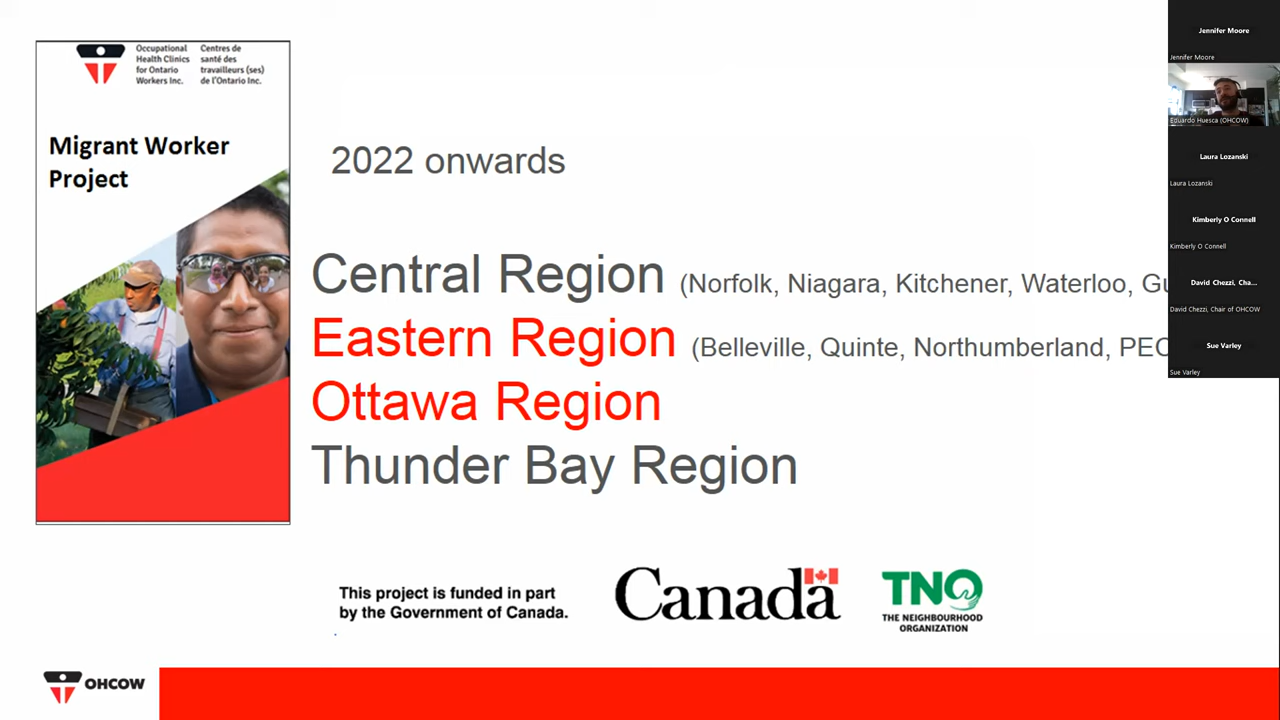 Occupational Health Clinics for Ontario Workers Inc.
Centres de santé des travailleurs (ses) de l'Ontario Inc.
Migrant Worker
Project
2022 onwards
Central Region (Norfolk, Niagara, Kitchener, Waterloo,
Eastern Region (Belleville, Quinte, Northumberland,
Ottawa Region
Thunder Bay Region
This project is funded in part
by the Government of Canada.
Canada
TNO
THE NEIGHBOURHOOD
ORGANIZATION
OHCOW
Jennifer Moore
Jennifer Moore
Eduardo Huesca (OHCOW)
Laura Lozanski
Laura Lozanski
Kimberly O Connell
Kimberly O Connell
David Chezzi, Cha...
David Chezzi, Chair of OHCOW
Sue Varley
Sue Varley